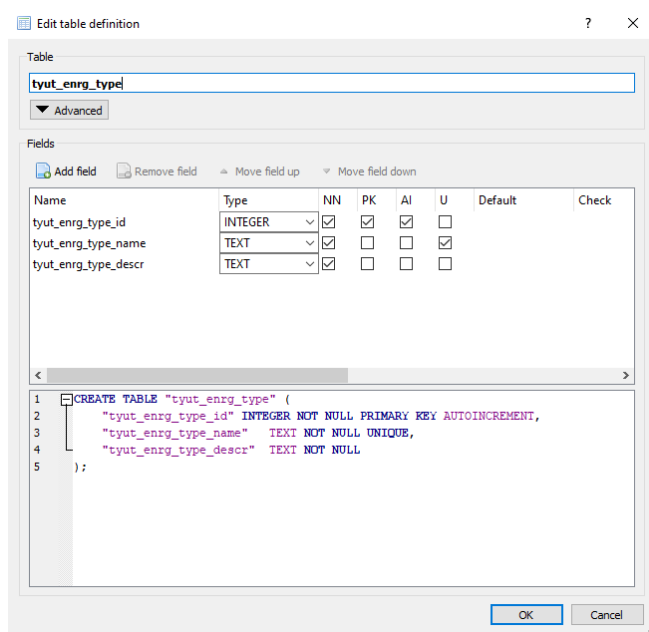 Edit table definition ? ×
Table
tyut_enrg_type
Advanced
Fields
Add field Remove field Move field up Move field down
Name Type NN PK AI U Default Check
tyut_enrg_type_id INTEGER
tyut_enrg_type_name TEXT
tyut_enrg_type_descr TEXT
1 CREATE TABLE "tyut_enrg_type" (
2 "tyut_enrg_type_id" INTEGER NOT NULL PRIMARY KEY AUTOINCREMENT,
3 "tyut_enrg_type_name" TEXT NOT NULL UNIQUE,
4 "tyut_enrg_type_descr" TEXT NOT NULL
5 );
OK Cancel